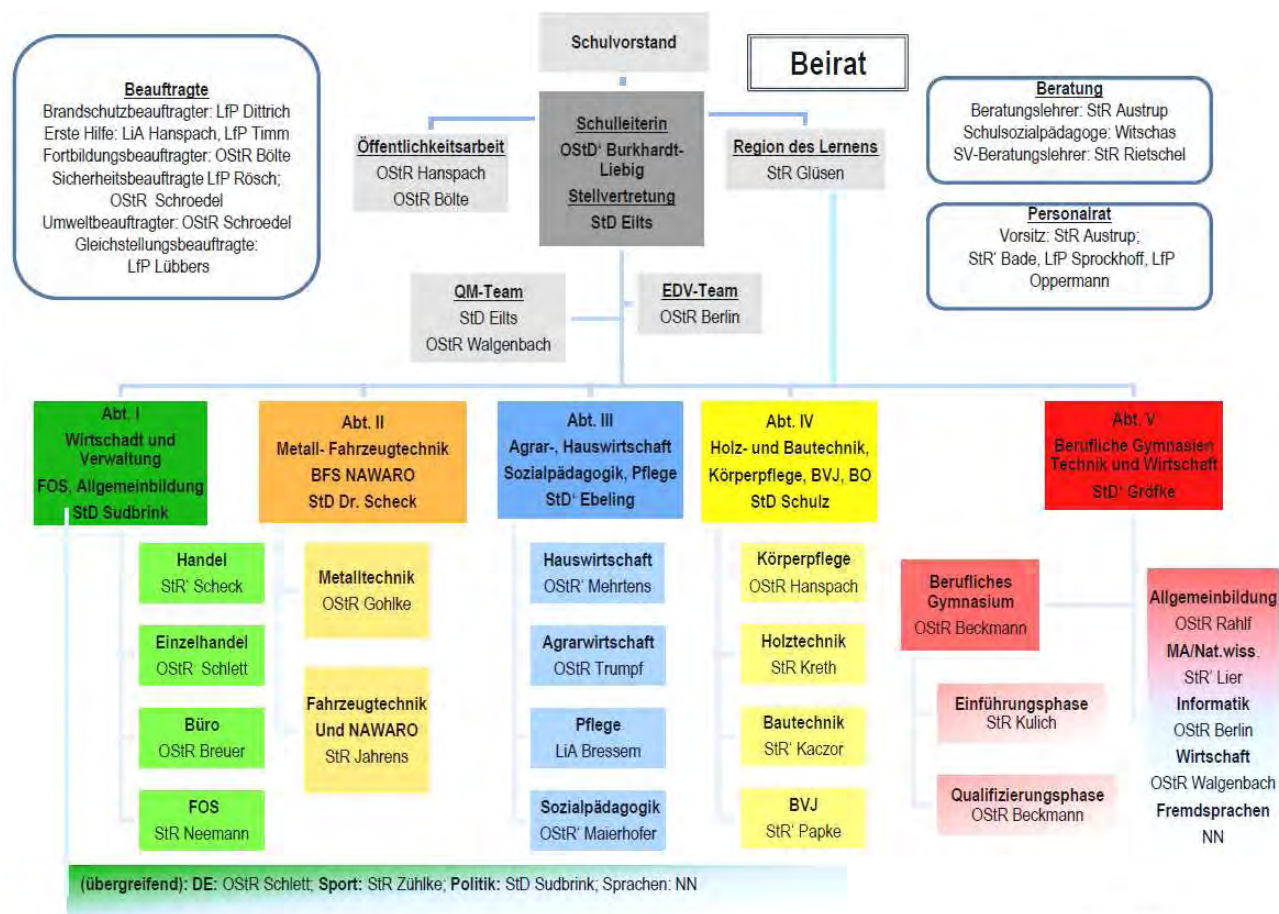 Schulvorstand
Beirat
Beauftragte
Brandschutzbeauftragter: LfP Dittrich
Erste Hilfe: LiA Hanspach, LfP Timm
Fortbildungsbeauftragter: OStR Bölte
Sicherheitsbeauftragte LfP Rösch;
OStR Schroedel
Umweltbeauftragter: OStR Schroedel
Gleichstellungsbeauftragte:
LfP Lübbers
Öffentlichkeitsarbeit
OStR Hanspach
OStR Bölte
Schulleiterin
OStD‘ Burkhardt-
Liebig
Stellvertretung
StD Eilts
Region des Lernens
StR Glüsen
Beratung
Beratungslehrer: StR Austrup
Schulsozialpädagoge: Witschas
SV-Beratungslehrer: StR Rietschel
Personalrat
Vorsitz: StR Austrup;
StR‘ Bade, LfP Sprockhoff, LfP
Oppermann
QM-Team
StD Eilts
OStR Walgenbach
EDV-Team
OStR Berlin
Abt. I
Wirtschadt und
Verwaltung
FOS, Allgemeinbildung
StD Sudbrink
Abt. II
Metall- Fahrzeugtechnik
BFS NAWARO
StD Dr. Scheck
Abt. III
Agrar-, Hauswirtschaft
Sozialpädagogik, Pflege
StD‘ Ebeling
Abt. IV
Holz- und Bautechnik,
Körperpflege, BVJ, BO
StD Schulz
Abt. V
Berufliche Gymnasien
Technik und Wirtschaft
StD‘ Gröfke
Handel
StR‘ Scheck
Einzelhandel
OStR Schlett
Büro
OStR Breuer
FOS
StR Neemann
Metalltechnik
OStR Gohlke
Fahrzeugtechnik
Und NAWARO
StR Jahrens
Hauswirtschaft
OStR‘ Mehrtens
Agrarwirtschaft
OStR Trumpf
Pflege
LiA Bressem
Sozialpädagogik
OStR‘ Maierhofer
Körperpflege
OStR Hanspach
Holztechnik
StR Kreth
Bautechnik
StR‘ Kaczor
BVJ
StR‘ Papke
Berufliches
Gymnasium
OStR Beckmann
Einführungsphase
StR Kulich
Qualifizierungsphase
OStR Beckmann
Allgemeinbildung
OStR Rahlf
MA/Nat.wiss.
StR‘ Lier
Informatik
OStR Berlin
Wirtschaft
OStR Walgenbach
Fremdsprachen
NN
(übergreifend): DE: OStR Schlett; Sport: StR Zühlke; Politik: StD Sudbrink; Sprachen: NN